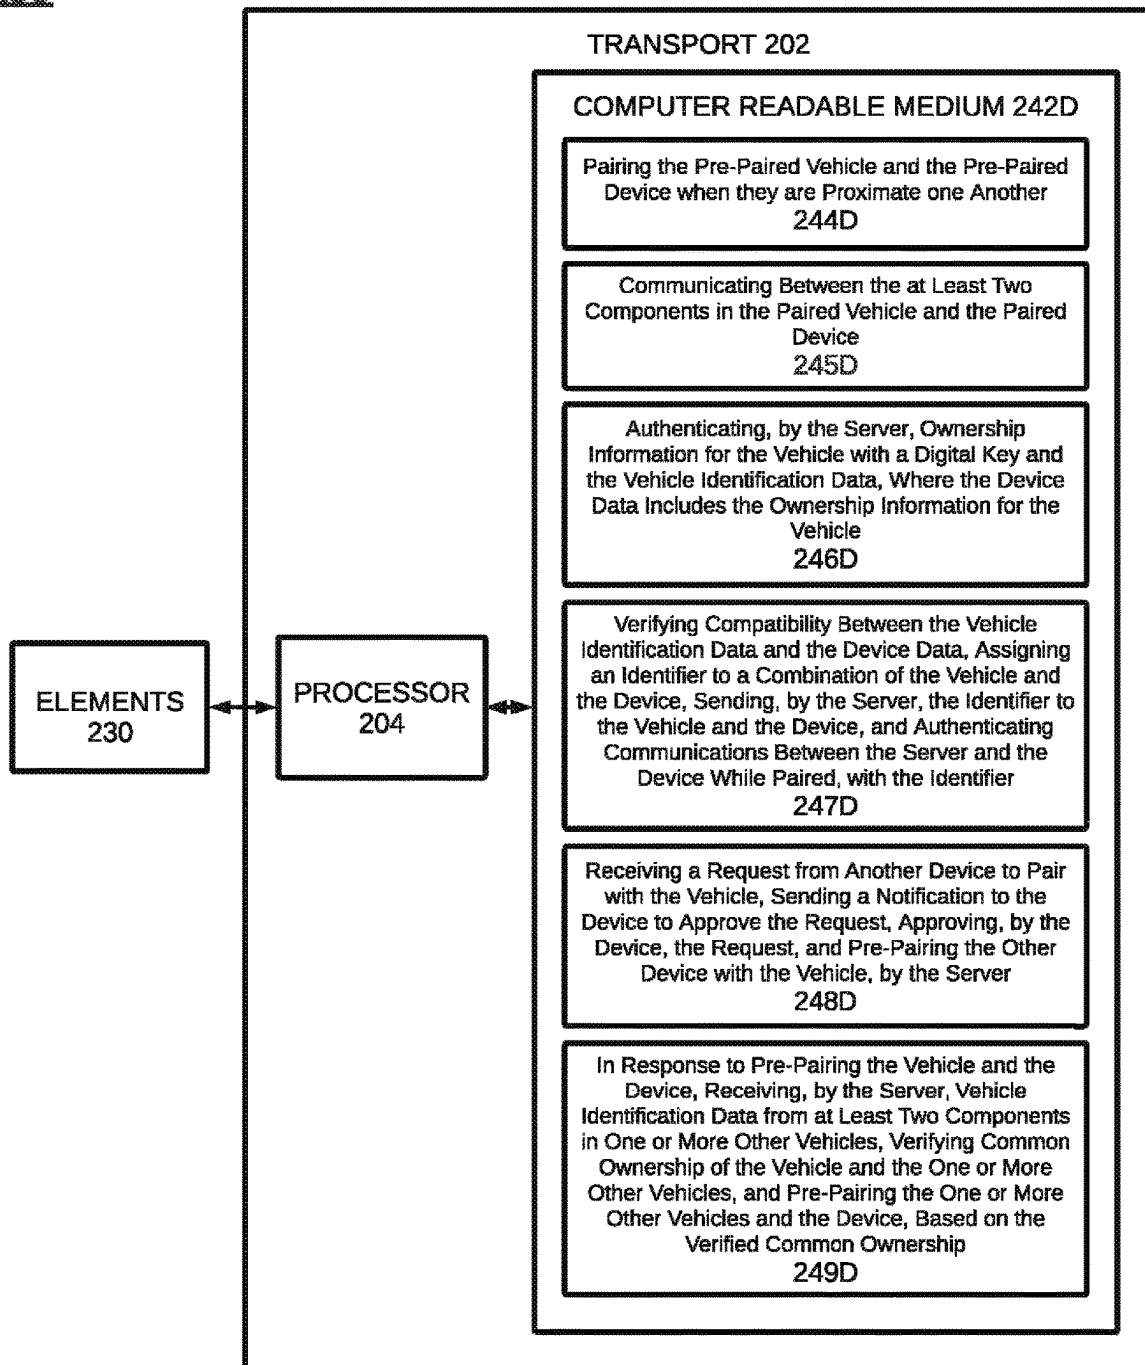 TRANSPORT 202
COMPUTER READABLE MEDIUM 242D
Pairing the Pre-Paired Vehicle and the Pre-Paired
Device when they are Proximate one Another
244D
Communicating Between the at Least Two
Components in the Paired Vehicle and the Paired
Device
245D
Authenticating, by the Server, Ownership
Information for the Vehicle with a Digital Key and
the Vehicle Identification Data, Where the Device
Data Includes the Ownership Information for the
Vehicle
246D
Verifying Compatibility Between the Vehicle
Identification Data and the Device Data, Assigning
an Identifier to a Combination of the Vehicle and
the Device, Sending, by the Server, the Identifier to
the Vehicle and the Device, and Authenticating
Communications Between the Server and the
Device While Paired, with the Identifier
247D
ELEMENTS
230
PROCESSOR
204
Receiving a Request from Another Device to Pair
with the Vehicle, Sending a Notification to the
Device to Approve the Request, Approving, by the
Device, the Request, and Pre-Pairing the Other
Device with the Vehicle, by the Server
248D
In Response to Pre-Pairing the Vehicle and the
Device, Receiving, by the Server, Vehicle
Identification Data from at Least Two Components
in One or More Other Vehicles, Verifying Common
Ownership of the Vehicle and the One or More
Other Vehicles, and Pre-Pairing the One or More
Other Vehicles and the Device, Based on the
Verified Common Ownership
249D